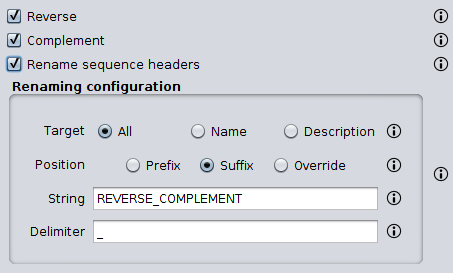 Reverse
Complement
Rename sequence headers
Renaming configuration
Target All Name Description
Position Prefix Suffix Override
String REVERSE_COMPLEMENT
Delimiter _